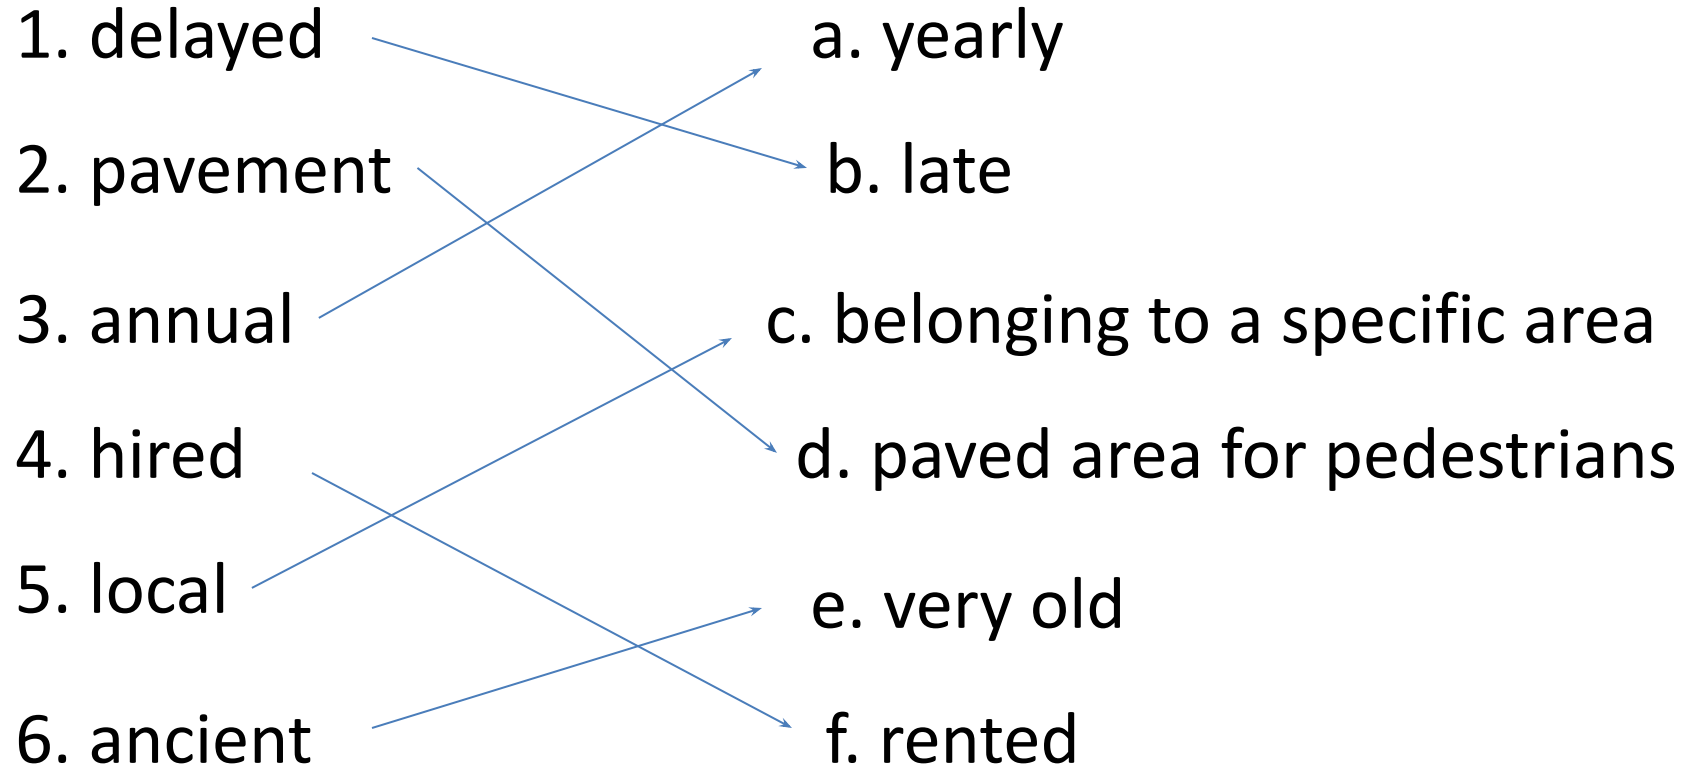 1. delayed
a. yearly
2. pavement
b. late
3. annual
c. belonging to a specific area
4. hired
d. paved area for pedestrians
5. local
e. very old
6. ancient
f. rented